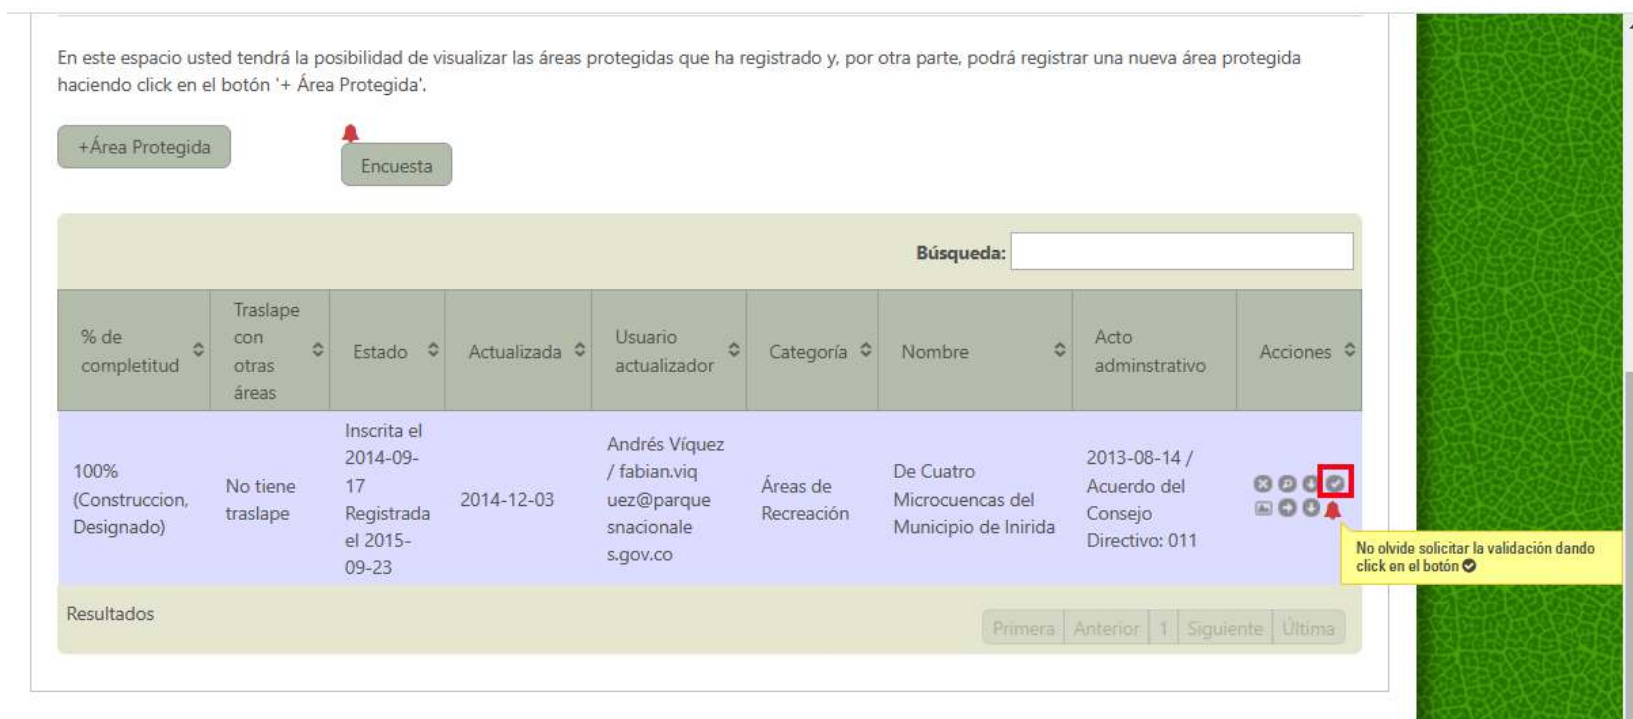 En este espacio usted tendrá la posibilidad de visualizar las áreas protegidas que ha registrado y, por otra parte, podrá registrar una nueva área protegida
haciendo click en el botón '+ Área Protegida'.
+Área Protegida
Encuesta
Búsqueda:
% de
completitud
Traslape
con
otras
áreas
Estado
Actualizada
Usuario
actualizador
Categoría
Nombre
Acto
adminstrativo
Acciones
100%
(Construccion,
Designado)
No tiene
traslape
Inscrita el
2014-09-
17
Registrada
el 2015-
09-23
2014-12-03
Andrés Víquez
/ fabian.viq
uez@parque
snacionale
s.gov.co
Áreas de
Recreación
De Cuatro
Microcuencas del
Municipio de Inirida
2013-08-14 /
Acuerdo del
Consejo
Directivo: 011
No olvide solicitar la validación dando
click en el botón
Resultados
Primera
Anterior
1
Siguiente
Última